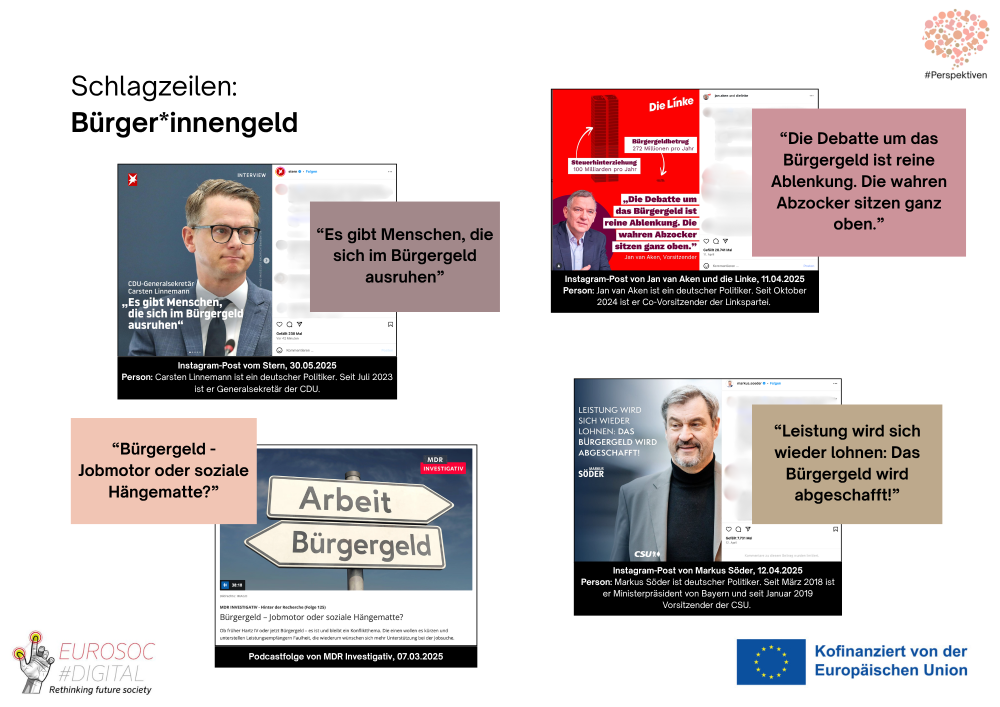 #Perspektiven
Schlagzeilen:
Bürger*innengeld
INTERVIEW
stern • Folgen
CDU-Generalsekretär
Carsten Linnemann
„Es gibt Menschen,
die sich im Bürgergeld
ausruhen“
Gefällt 230 Mal
Vor 42 Minuten
Kommentieren ...
Posten
“Es gibt Menschen, die
sich im Bürgergeld
ausruhen”
Instagram-Post vom Stern, 30.05.2025
Person: Carsten Linnemann ist ein deutscher Politiker. Seit Juli 2023
ist er Generalsekretär der CDU.
“Bürgergeld -
Jobmotor oder soziale
Hängematte?”
MDR
INVESTIGATIV
Arbeit
Bürgergeld
38:18
Bildrechte: IMAGO
MDR INVESTIGATIV - Hinter der Recherche (Folge 125)
Bürgergeld – Jobmotor oder soziale Hängematte?
Ob früher Hartz IV oder jetzt Bürgergeld – es ist und bleibt ein Konfliktthema. Die einen wollen es kürzen und
unterstellen Leistungsempfängern Faulheit, die wiederum wünschen sich mehr Unterstützung bei der Jobsuche.
Podcastfolge von MDR Investigativ, 07.03.2025
Die Linke
jan.aken und dielinke
Bürgergeldbetrug
272 Millionen pro Jahr
Steuerhinterziehung
100 Milliarden pro Jahr
„Die Debatte um
das Bürgergeld ist
reine Ablenkung. Die
wahren Abzocker
sitzen ganz oben.”
Jan van Aken, Vorsitzender
Gefällt 28.741 Mal
11. April
Kommentieren ...
Posten
“Die Debatte um das
Bürgergeld ist reine
Ablenkung. Die wahren
Abzocker sitzen ganz
oben.”
Instagram-Post von Jan van Aken und die Linke, 11.04.2025
Person: Jan van Aken ist ein deutscher Politiker. Seit Oktober
2024 ist er Co-Vorsitzender der Linkspartei.
markus.soeder • Folgen
LEISTUNG WIRD
SICH WIEDER
LOHNEN: DAS
BÜRGERGELD WIRD
ABGESCHAFFT!
MARKUS
SÖDER
CSU
Gefällt 7.731 Mal
12. April
Kommentare zu diesem Beitrag wurden limitiert.
“Leistung wird sich
wieder lohnen: Das
Bürgergeld wird
abgeschafft!”
Instagram-Post von Markus Söder, 12.04.2025
Person: Markus Söder ist deutscher Politiker. Seit März 2018 ist
er Ministerpräsident von Bayern und seit Januar 2019
Vorsitzender der CSU.
EUROSOC
#DIGITAL
Rethinking future society
Kofinanziert von der
Europäischen Union